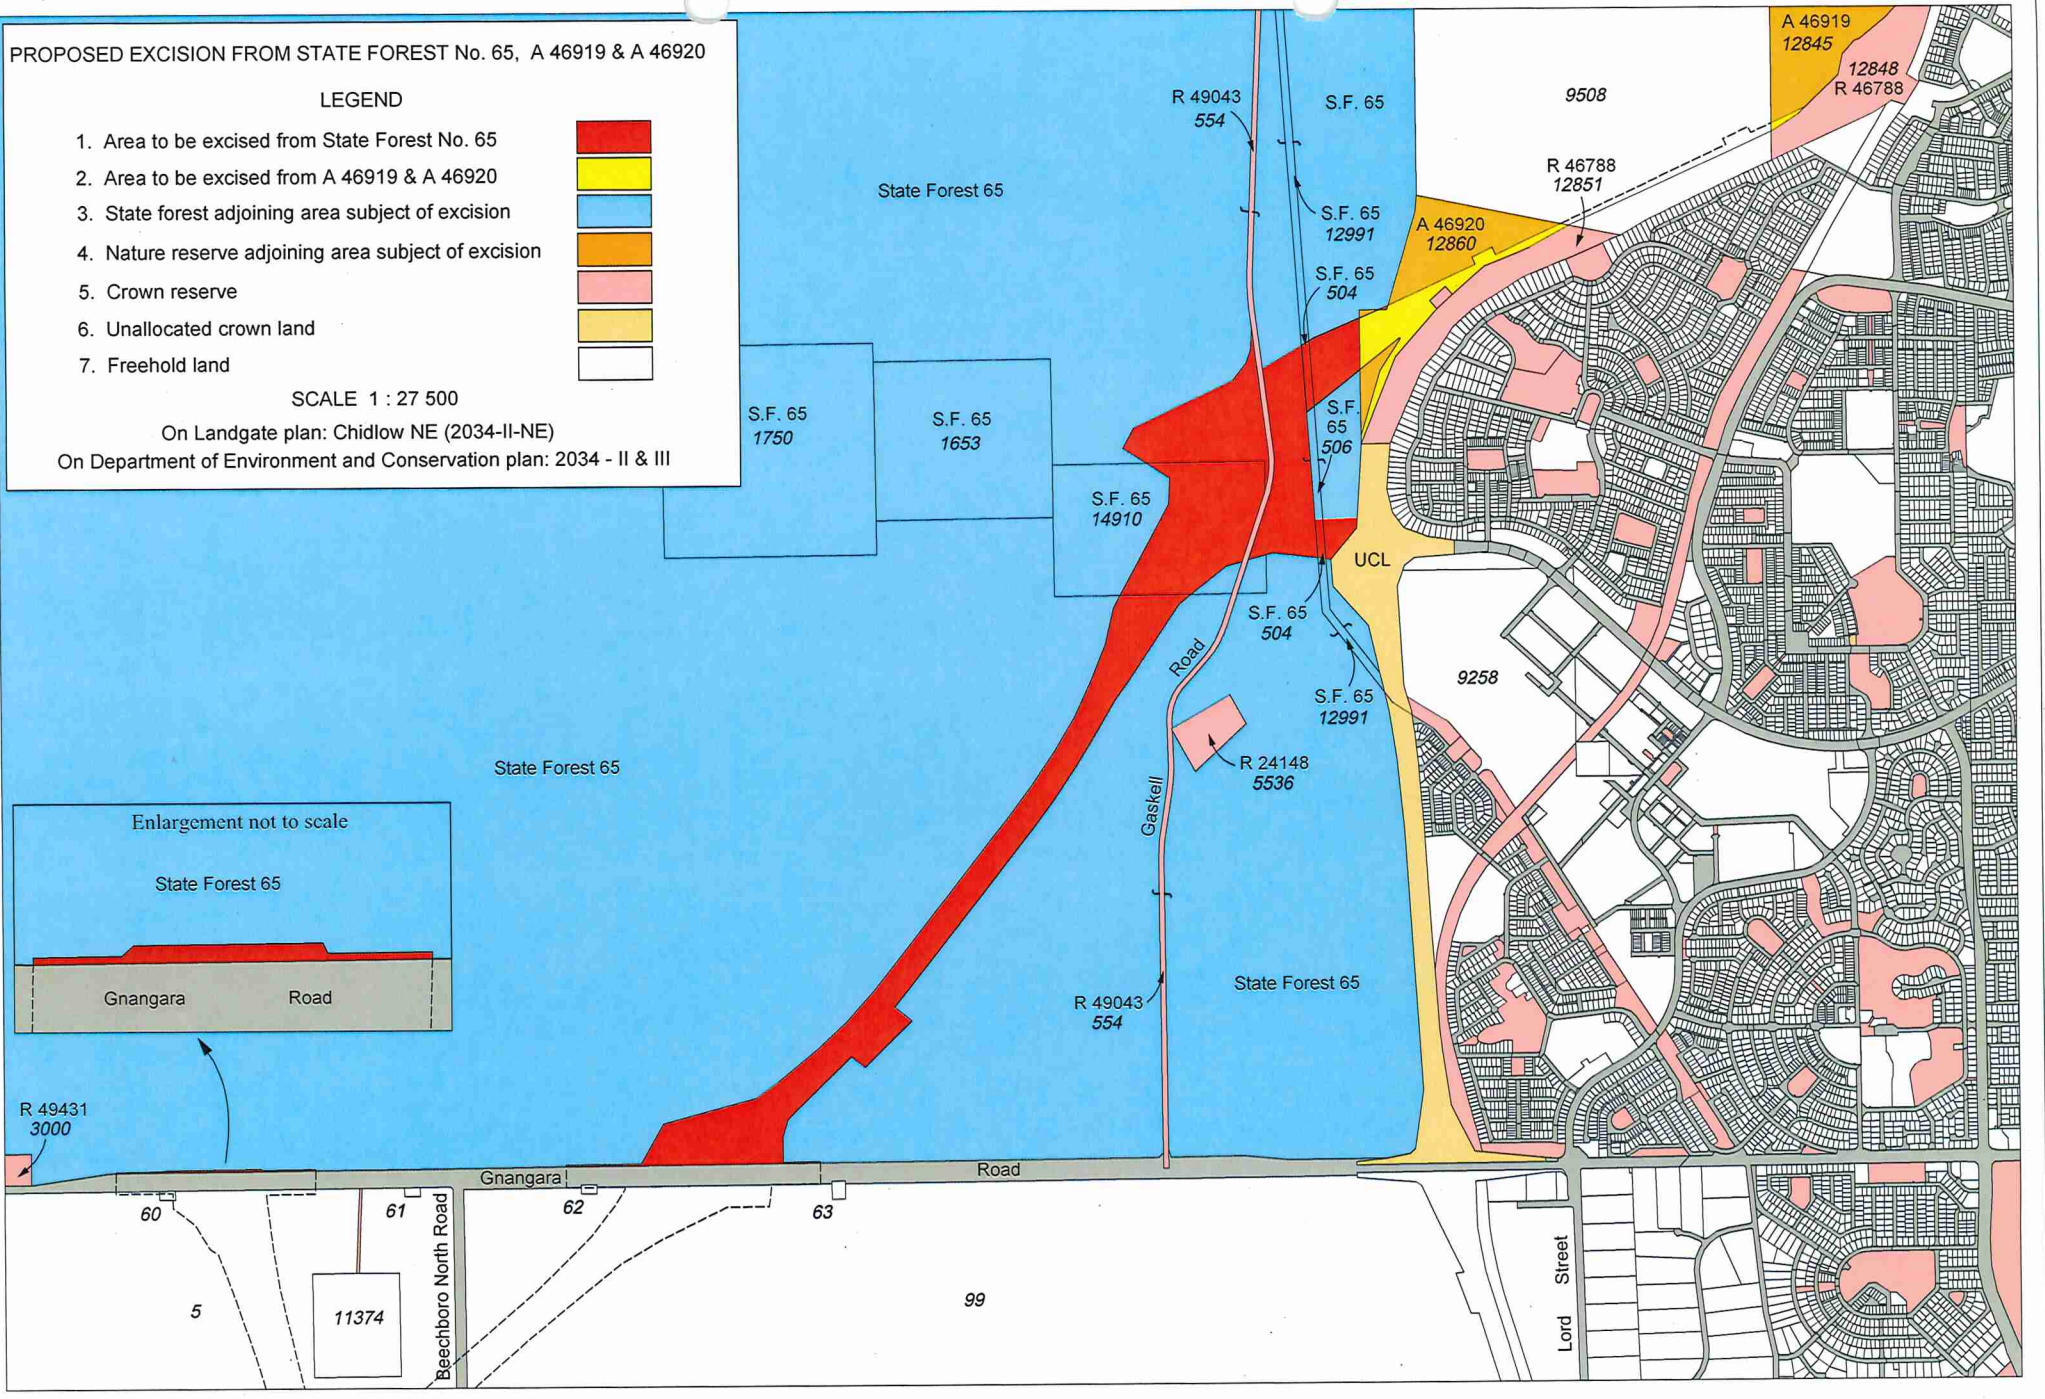 PROPOSED EXCISION FROM STATE FOREST No. 65, A 46919 & A 46920
LEGEND
1. Area to be excised from State Forest No. 65
2. Area to be excised from A 46919 & A 46920
3. State forest adjoining area subject of excision
4. Nature reserve adjoining area subject of excision
5. Crown reserve
6. Unallocated crown land
7. Freehold land
SCALE 1 : 27 500
On Landgate plan: Chidlow NE (2034-II-NE)
On Department of Environment and Conservation plan: 2034 - II & III
A 46919
12845
12848
R 46788
9508
R 49043
554
S.F. 65
R 46788
12851
State Forest 65
S.F. 65
12991
A 46920
12860
S.F. 65
504
S.F. 65
1750
S.F. 65
1653
S.F.
65
506
S.F. 65
14910
UCL
S.F. 65
504
Road
9258
S.F. 65
12991
State Forest 65
R 24148
5536
Gaskell
Enlargement not to scale
State Forest 65
Gnangara Road
State Forest 65
R 49043
554
R 49431
3000
Gnangara
Road
60
61
62
63
Beechboro North Road
5
11374
99
Lord Street